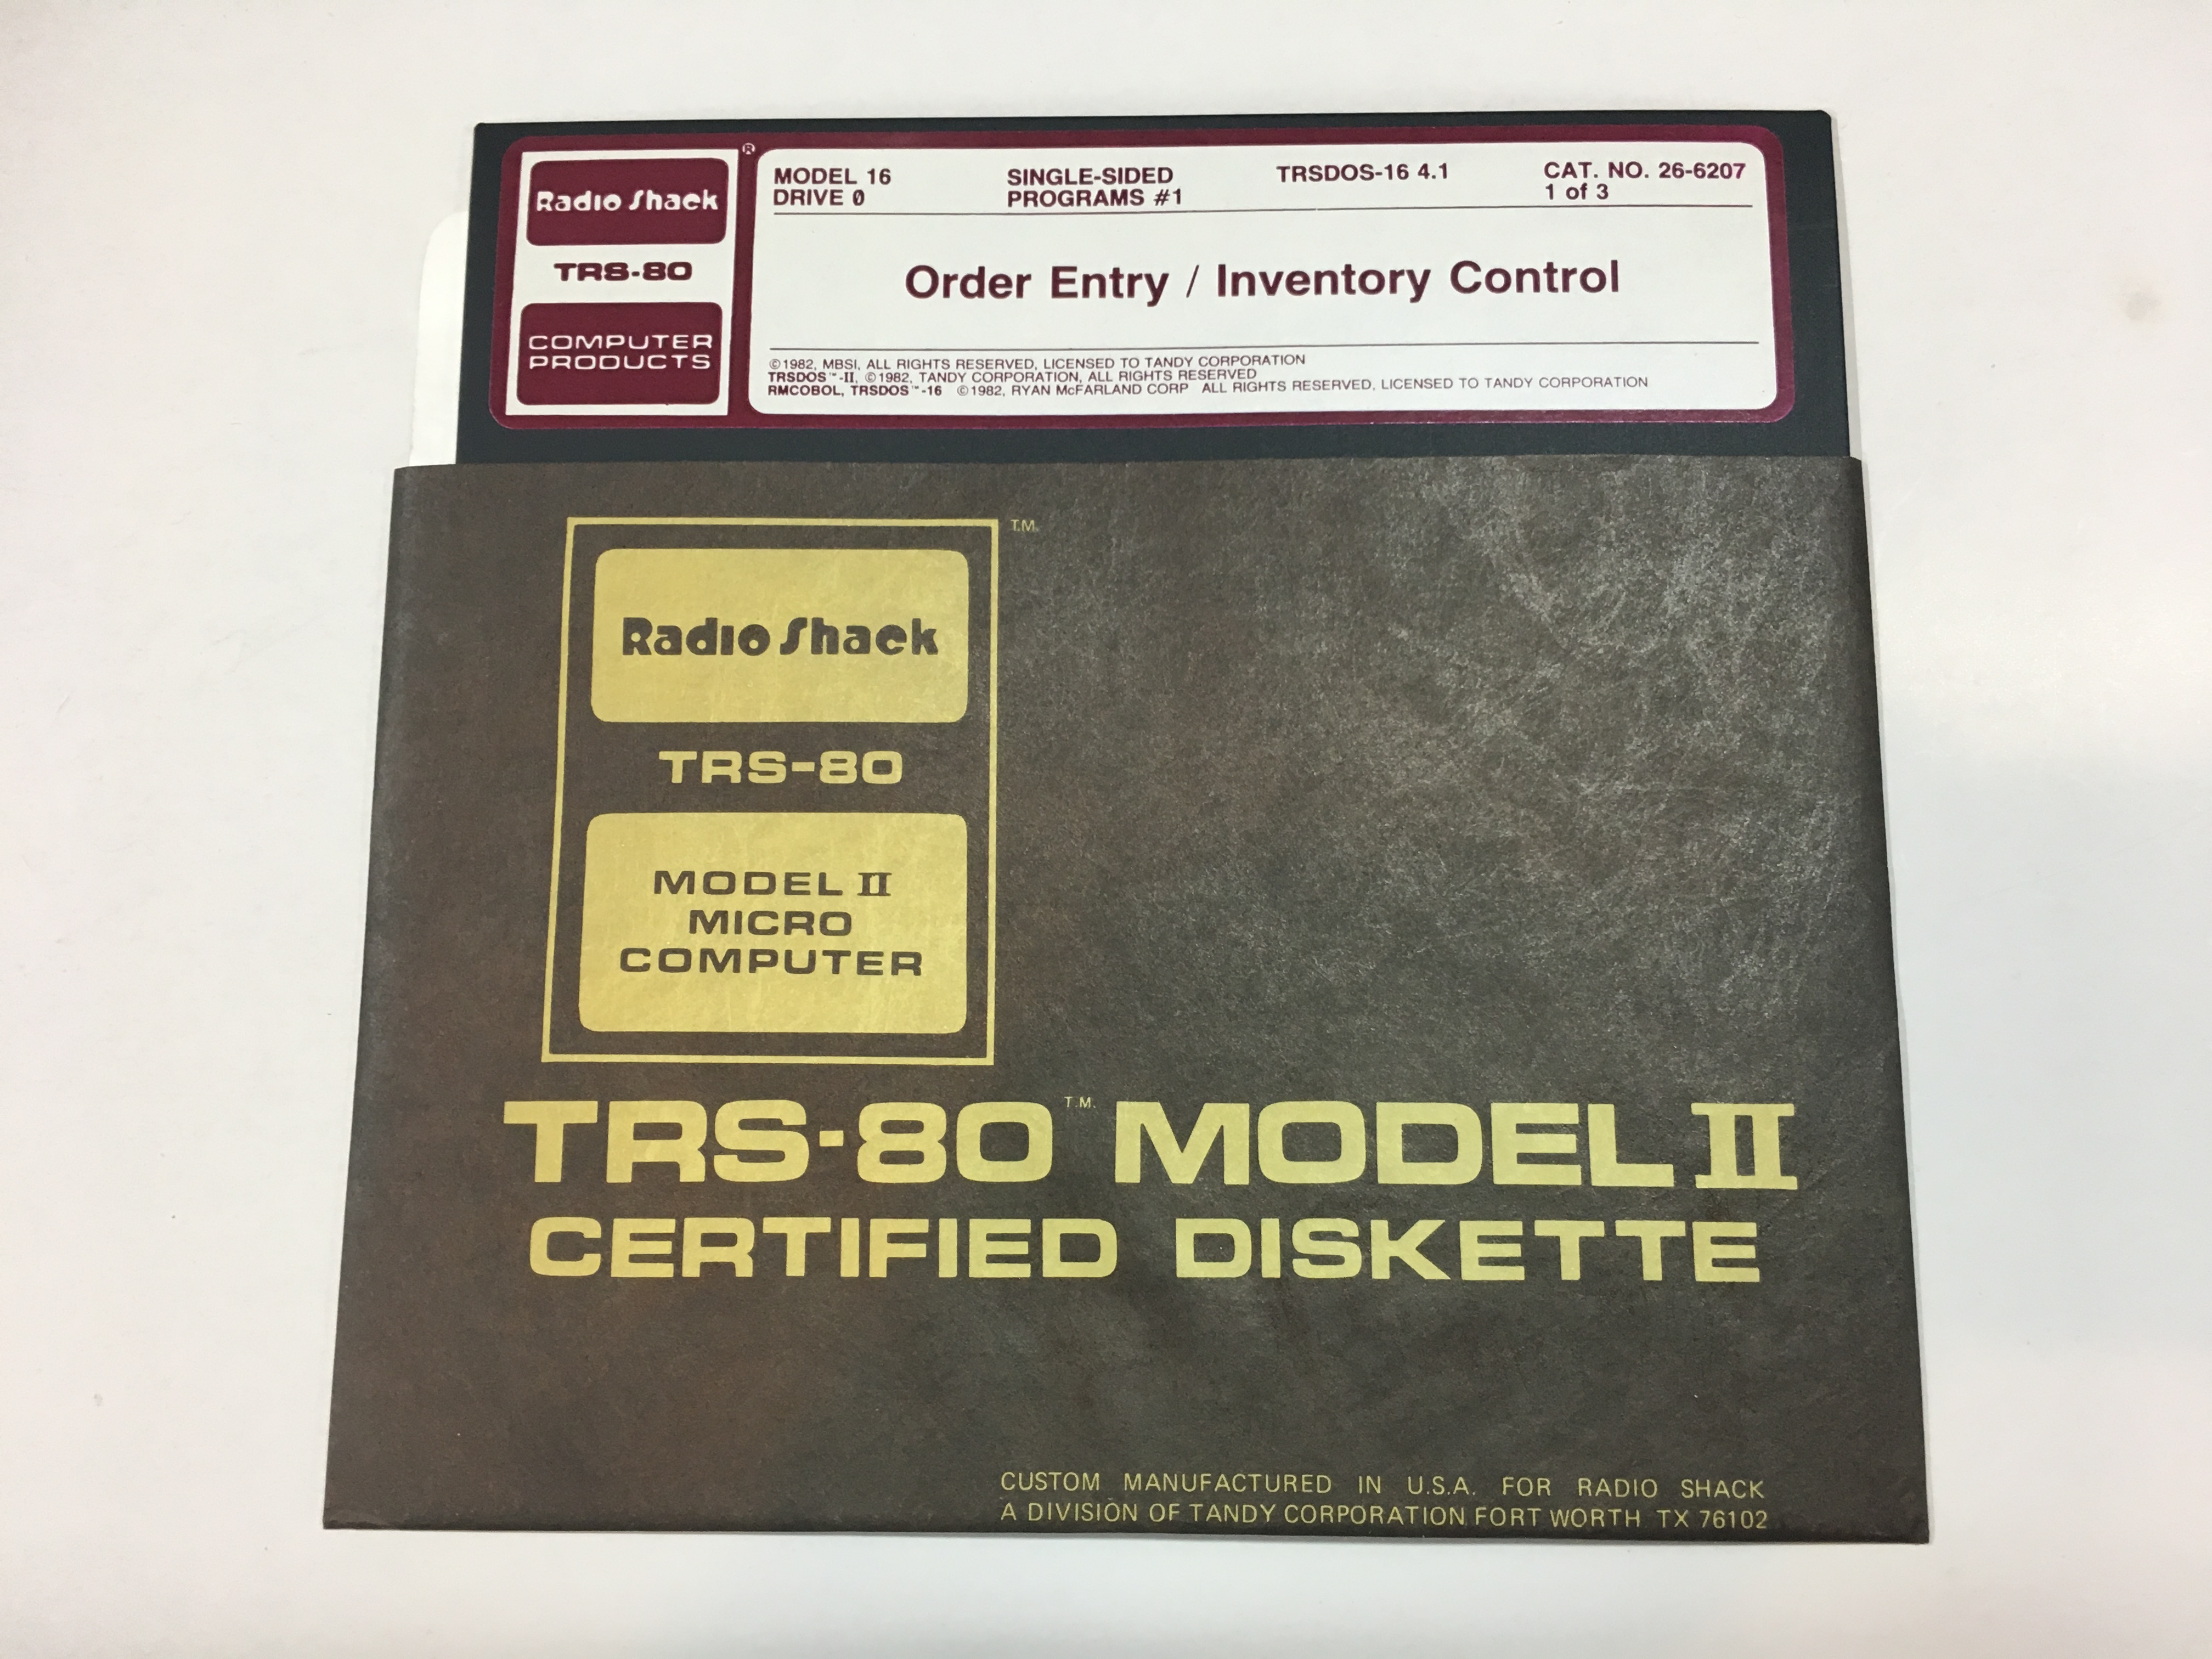 Radio Shack
TRS-80
COMPUTER
PRODUCTS
®
MODEL 16 SINGLE-SIDED TRSDOS-16 4.1 CAT. NO. 26-6207
DRIVE 0 PROGRAMS #1 1 of 3
Order Entry / Inventory Control
©1982, MBSI, ALL RIGHTS RESERVED, LICENSED TO TANDY CORPORATION
TRSDOS™-II, ©1982, TANDY CORPORATION, ALL RIGHTS RESERVED
RMCOBOL, TRSDOS™-16 ©1982, RYAN McFARLAND CORP ALL RIGHTS RESERVED, LICENSED TO TANDY CORPORATION
T.M.
Radio Shack
TRS-80
MODEL II
MICRO
COMPUTER
TRS-80 T.M. MODEL II
CERTIFIED DISKETTE
CUSTOM MANUFACTURED IN U.S.A. FOR RADIO SHACK
A DIVISION OF TANDY CORPORATION FORT WORTH TX 76102